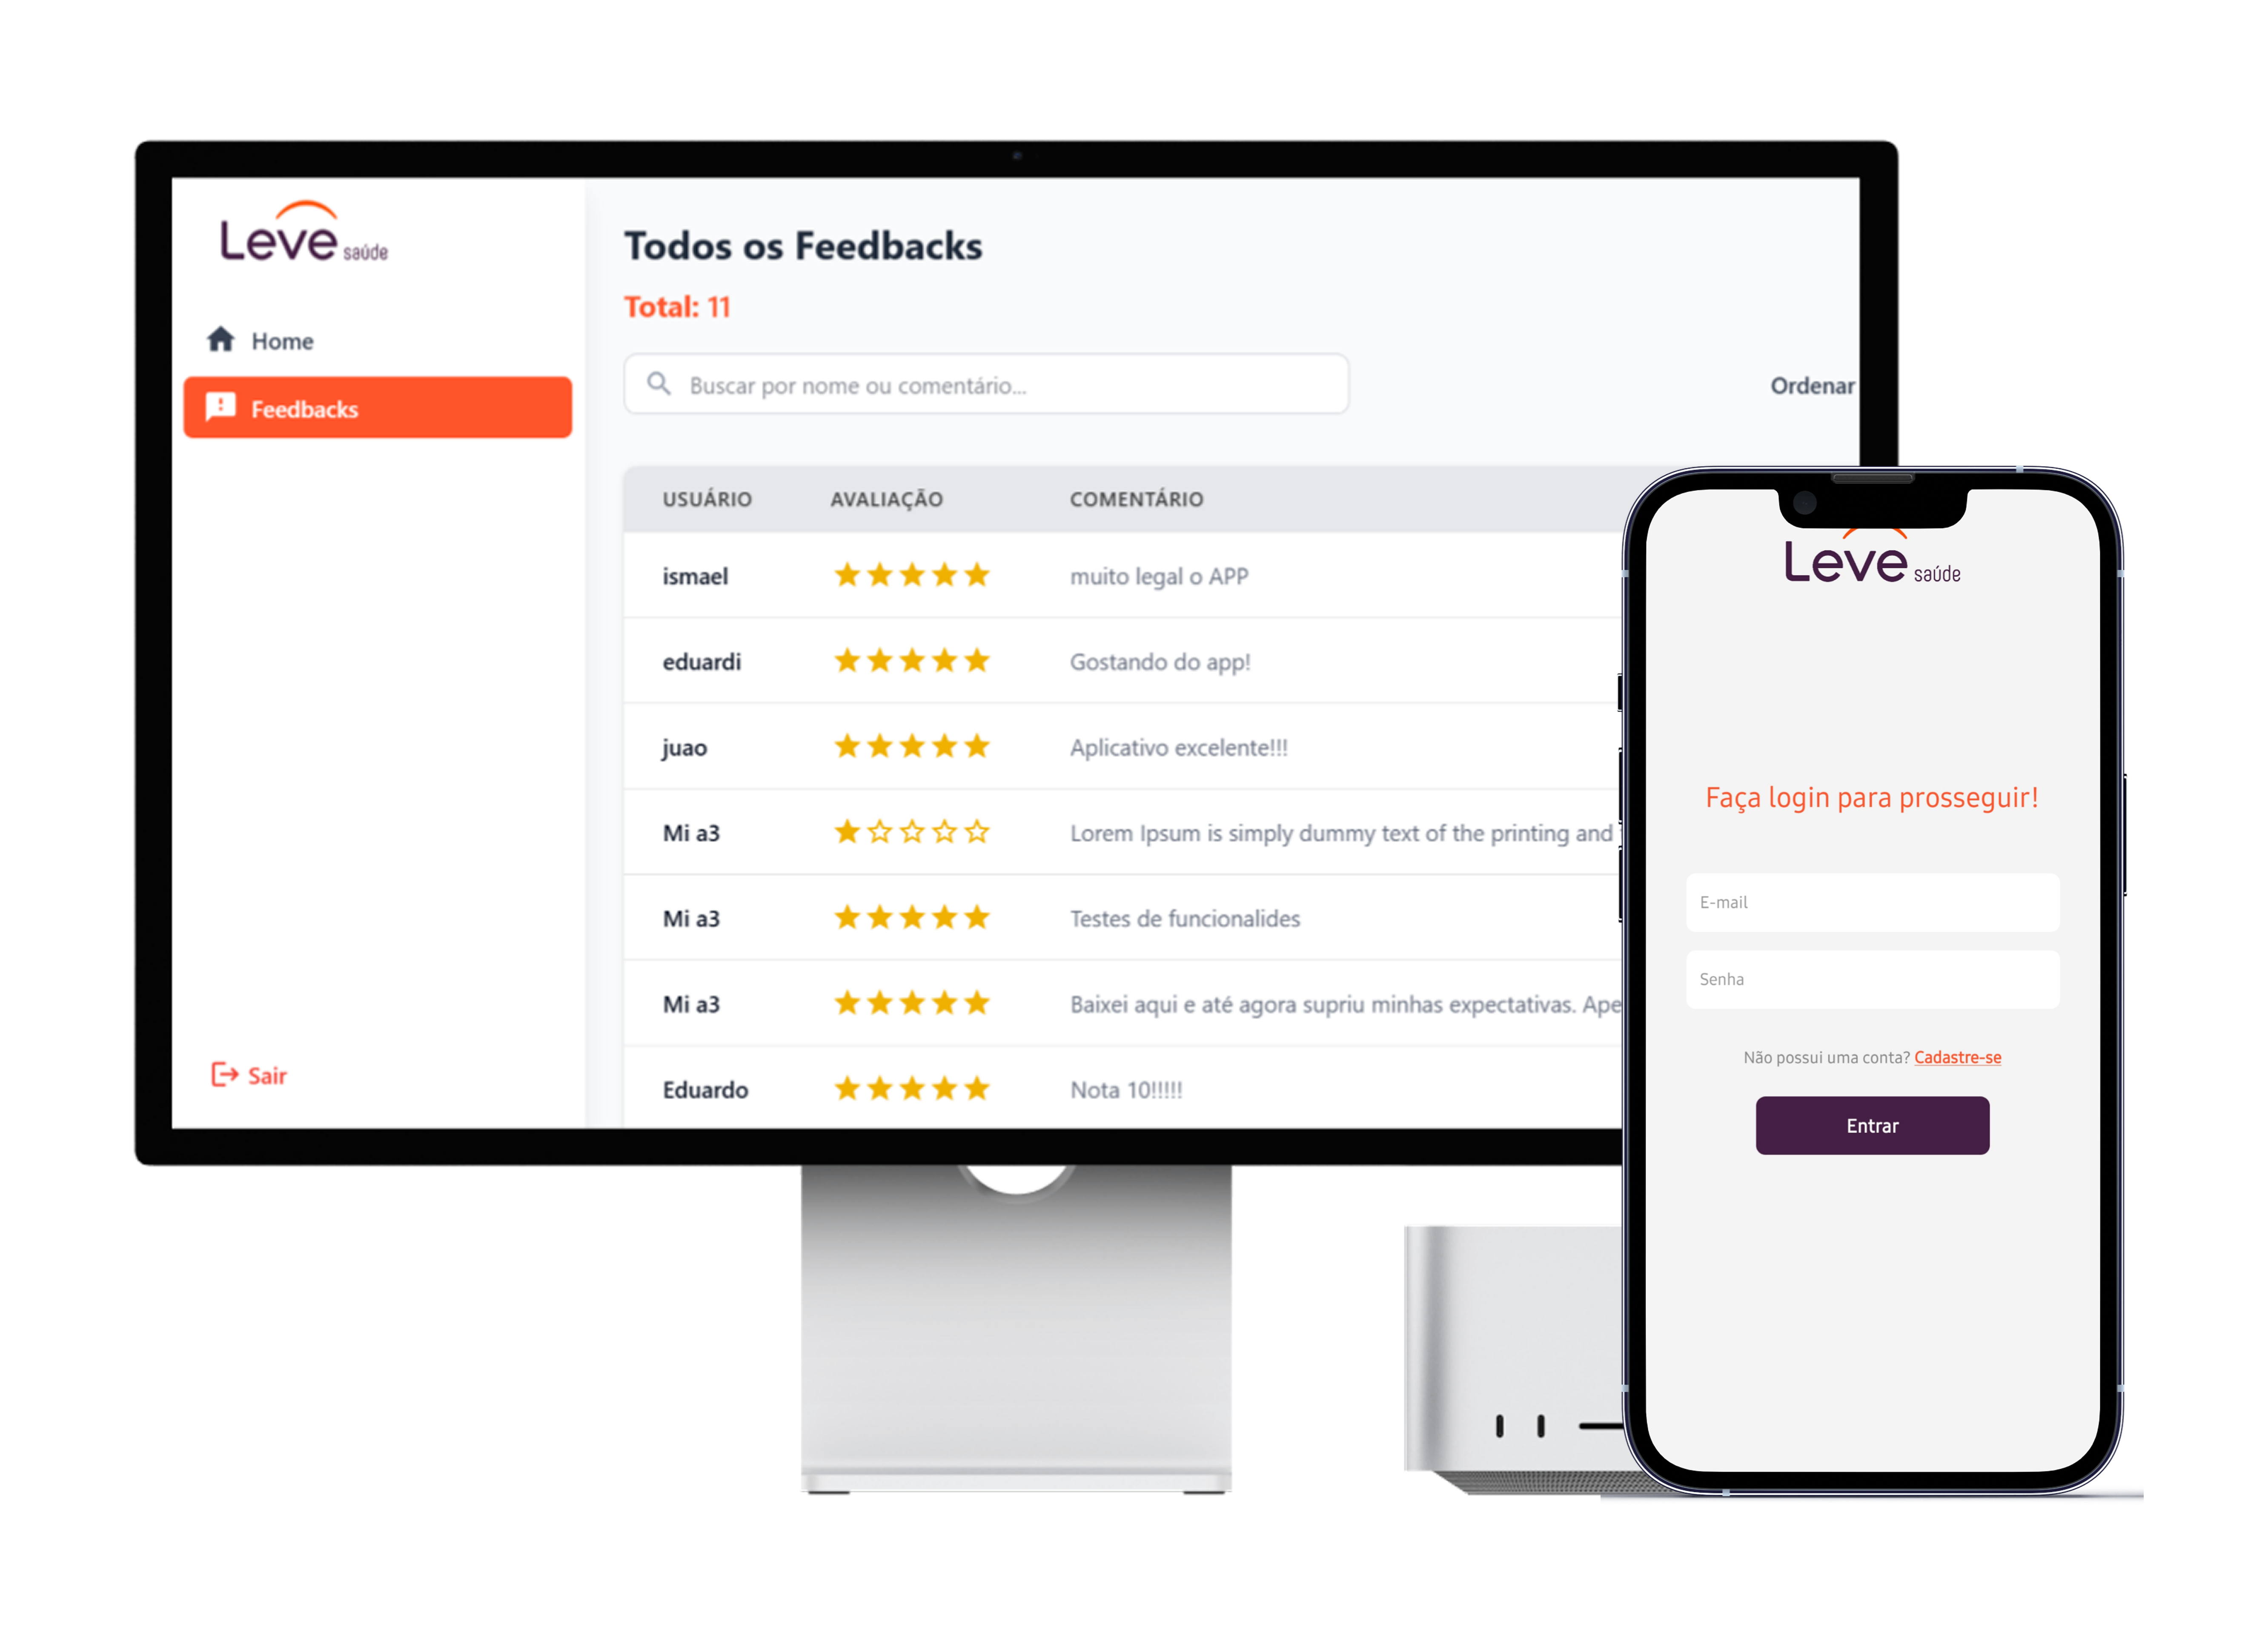 Leve saúde
Home
Feedbacks
Sair
Todos os Feedbacks
Total: 11
Buscar por nome ou comentário...
Ordenar
USUÁRIO AVALIAÇÃO COMENTÁRIO
ismael muito legal o APP
eduardi Gostando do app!
juao Aplicativo excelente!!!
Mi a3 Lorem Ipsum is simply dummy text of the printing and
Mi a3 Testes de funcionalides
Mi a3 Baixei aqui e até agora supriu minhas expectativas. Ape
Eduardo Nota 10!!!!!
Leve saúde
Faça login para prosseguir!
E-mail
Senha
Não possui uma conta? Cadastre-se
Entrar